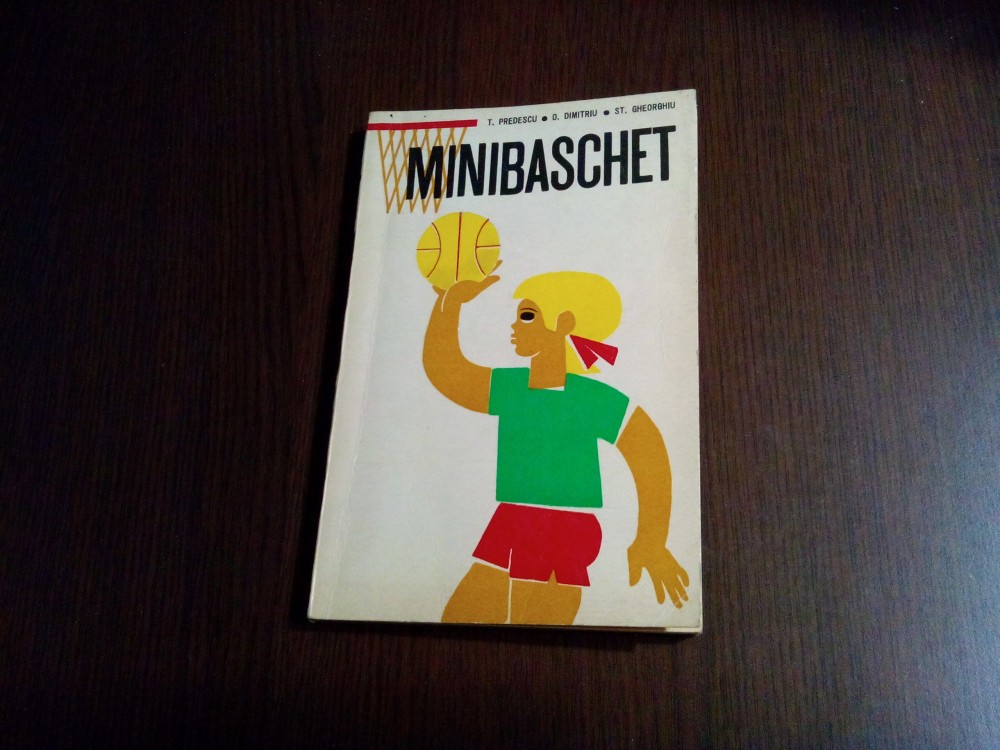 T. PREDESCU ● D. DIMITRIU ● ST. GHEORGHIU
MINIBASCHET